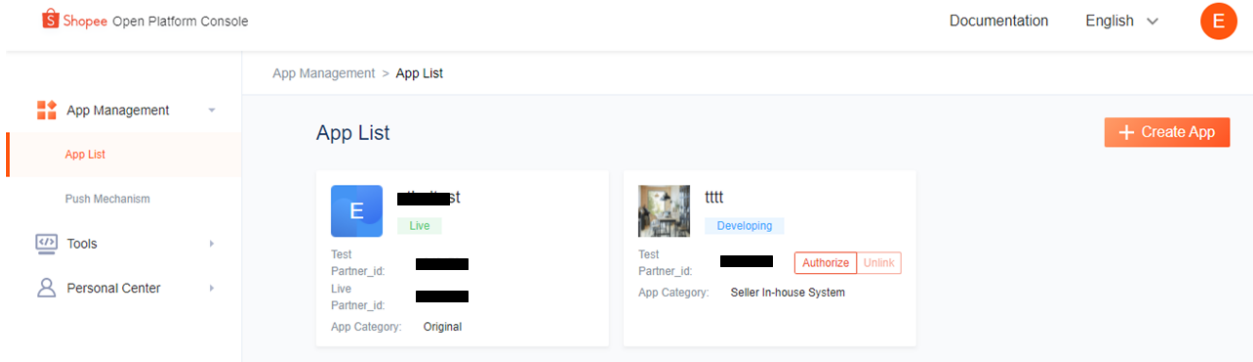 Shopee Open Platform Console
Documentation
English
E
App Management > App List
App Management
App List
Push Mechanism
Tools
Personal Center
App List
+ Create App
E
Live
Test
Partner_id:
Live
Partner_id:
App Category: Original
tttt
Developing
Test
Partner_id:
Authorize Unlink
App Category: Seller In-house System